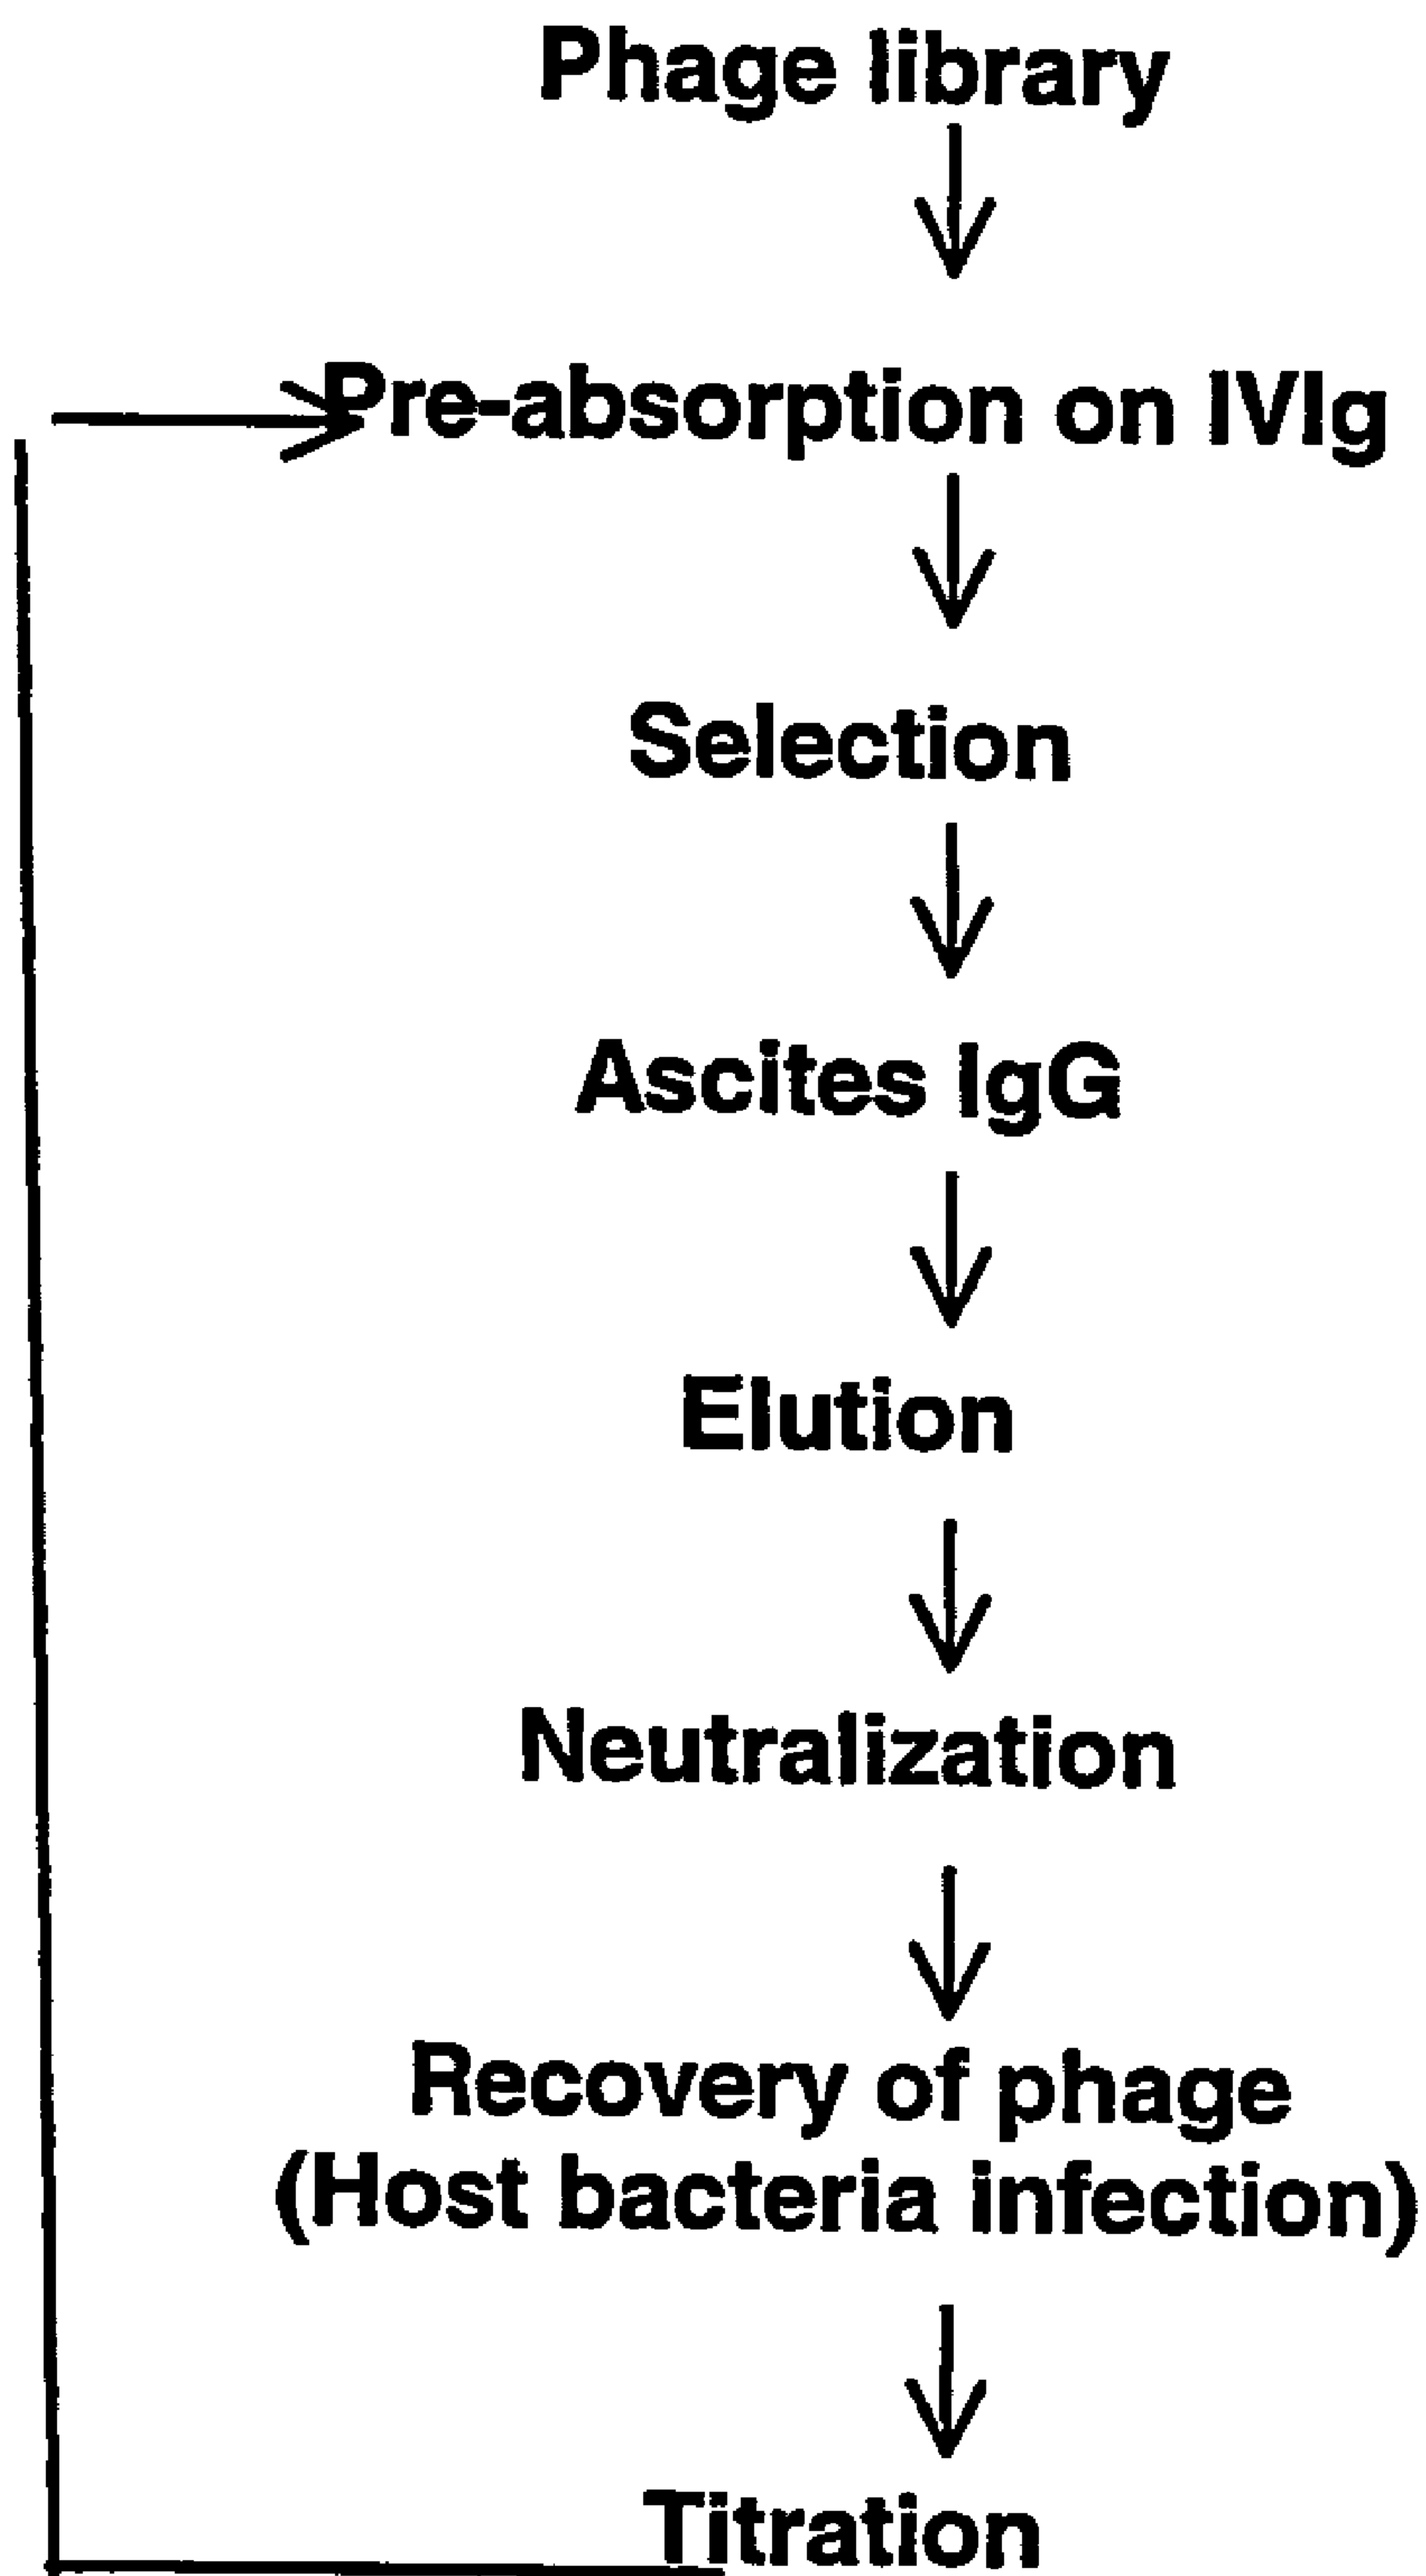 Phage library
Pre-absorption on IVIg
Selection
Ascites IgG
Elution
Neutralization
Recovery of phage
(Host bacteria infection)
Titration